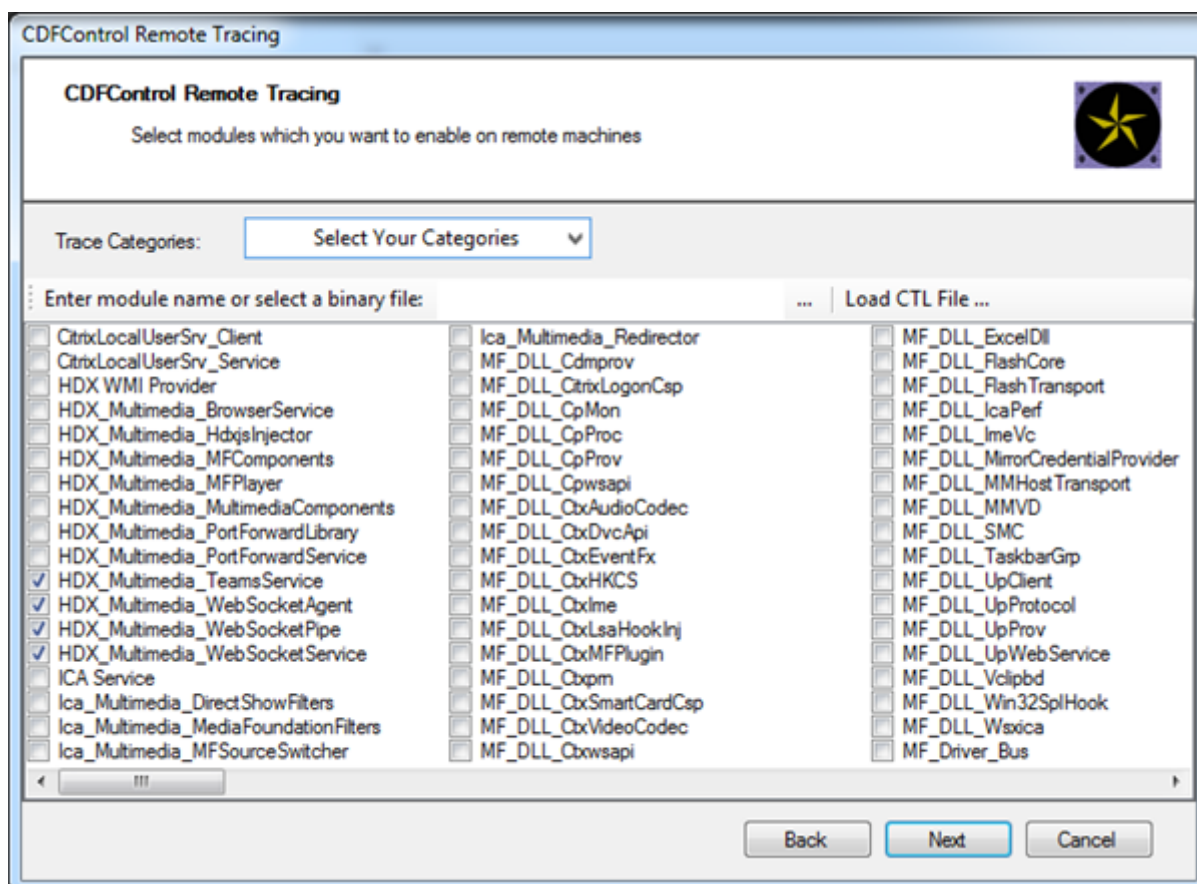 CDFControl Remote Tracing
CDFControl Remote Tracing
Select modules which you want to enable on remote machines
Trace Categories:
Select Your Categories
Enter module name or select a binary file:
...
Load CTL File ...
CitrixLocalUserSrv_Client
CitrixLocalUserSrv_Service
HDX WMI Provider
HDX_Multimedia_BrowserService
HDX_Multimedia_HdxjsInjector
HDX_Multimedia_MFComponents
HDX_Multimedia_MFPlayer
HDX_Multimedia_MultimediaComponents
HDX_Multimedia_PortForwardLibrary
HDX_Multimedia_PortForwardService
HDX_Multimedia_TeamsService
HDX_Multimedia_WebSocketAgent
HDX_Multimedia_WebSocketPipe
HDX_Multimedia_WebSocketService
ICA Service
Ica_Multimedia_DirectShowFilters
Ica_Multimedia_MediaFoundationFilters
Ica_Multimedia_MFSourceSwitcher
Ica_Multimedia_Redirector
MF_DLL_Cdmprov
MF_DLL_CitrixLogonCsp
MF_DLL_CpMon
MF_DLL_CpProc
MF_DLL_CpProv
MF_DLL_Cpwsapi
MF_DLL_CtxAudioCodec
MF_DLL_CtxDvcApi
MF_DLL_CtxEventFx
MF_DLL_CtxHKCS
MF_DLL_CtxIme
MF_DLL_CtxLsaHookInj
MF_DLL_CtxMFPlugin
MF_DLL_Ctxpm
MF_DLL_CtxSmartCardCsp
MF_DLL_CtxVideoCodec
MF_DLL_Ctxwsapi
MF_DLL_ExcelDll
MF_DLL_FlashCore
MF_DLL_FlashTransport
MF_DLL_IcaPerf
MF_DLL_ImeVc
MF_DLL_MirrorCredentialProvider
MF_DLL_MMHostTransport
MF_DLL_MMVD
MF_DLL_SMC
MF_DLL_TaskbarGrp
MF_DLL_UpClient
MF_DLL_UpProtocol
MF_DLL_UpProv
MF_DLL_UpWebService
MF_DLL_Vclipbd
MF_DLL_Win32SplHook
MF_DLL_Wsxica
MF_Driver_Bus
Back
Next
Cancel